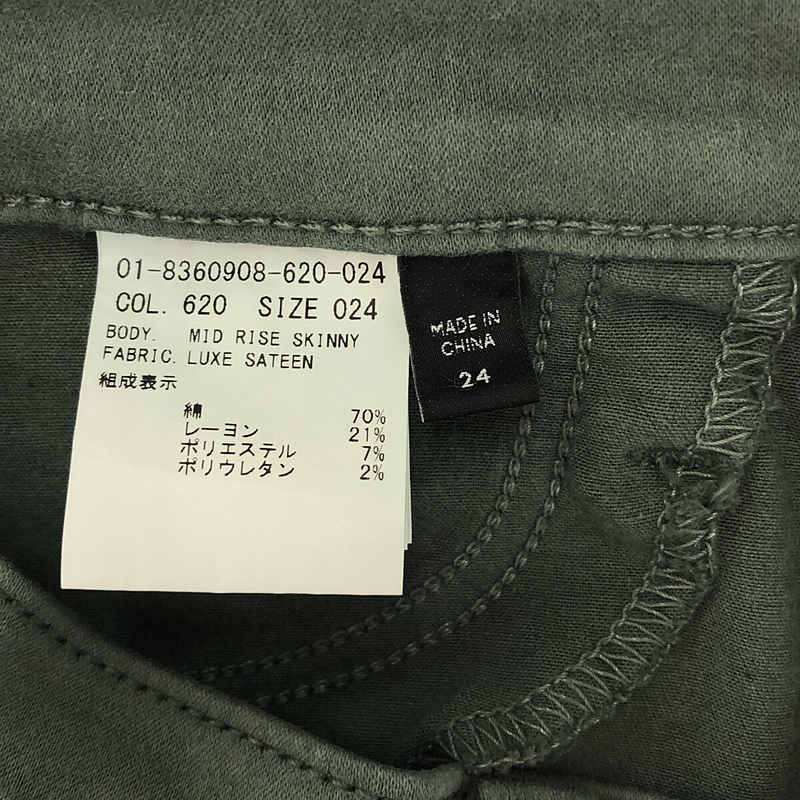 01-8360908-620-024
COL. 620 SIZE 024
BODY. MID RISE SKINNY
FABRIC. LUXE SATEEN
組成表示
綿 70%
レーヨン 21%
ポリエステル 7%
ポリウレタン 2%
MADE IN
CHINA
24